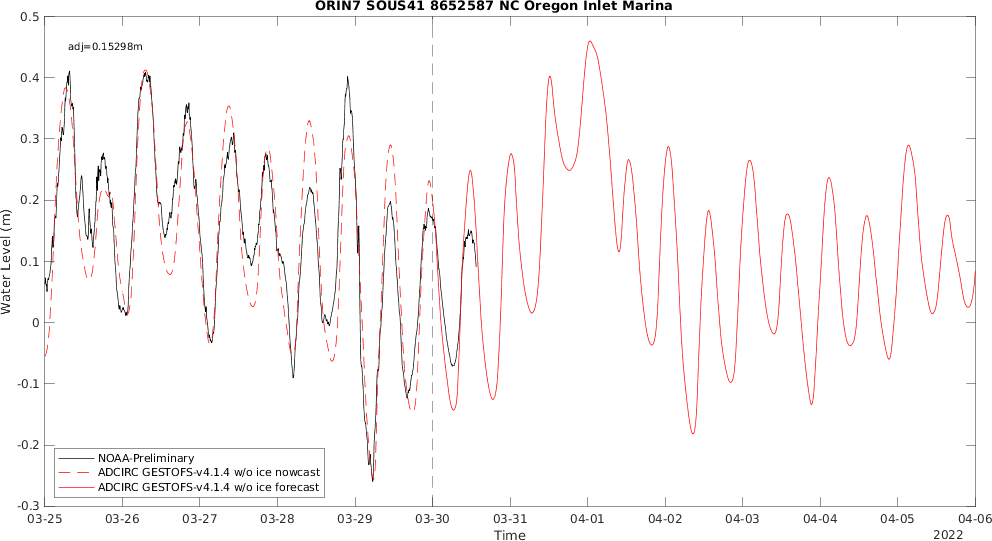 ORIN7 SOUS41 8652587 NC Oregon Inlet Marina
0.5
adj=0.15298m
0.4
0.3
0.2
0.1
0
-0.1
-0.2
-0.3
Water Level (m)
NOAA-Preliminary
ADCIRC GESTOFS-v4.1.4 w/o ice nowcast
ADCIRC GESTOFS-v4.1.4 w/o ice forecast
03-25 03-26 03-27 03-28 03-29 03-30 03-31 04-01 04-02 04-03 04-04 04-05 04-06
Time
2022